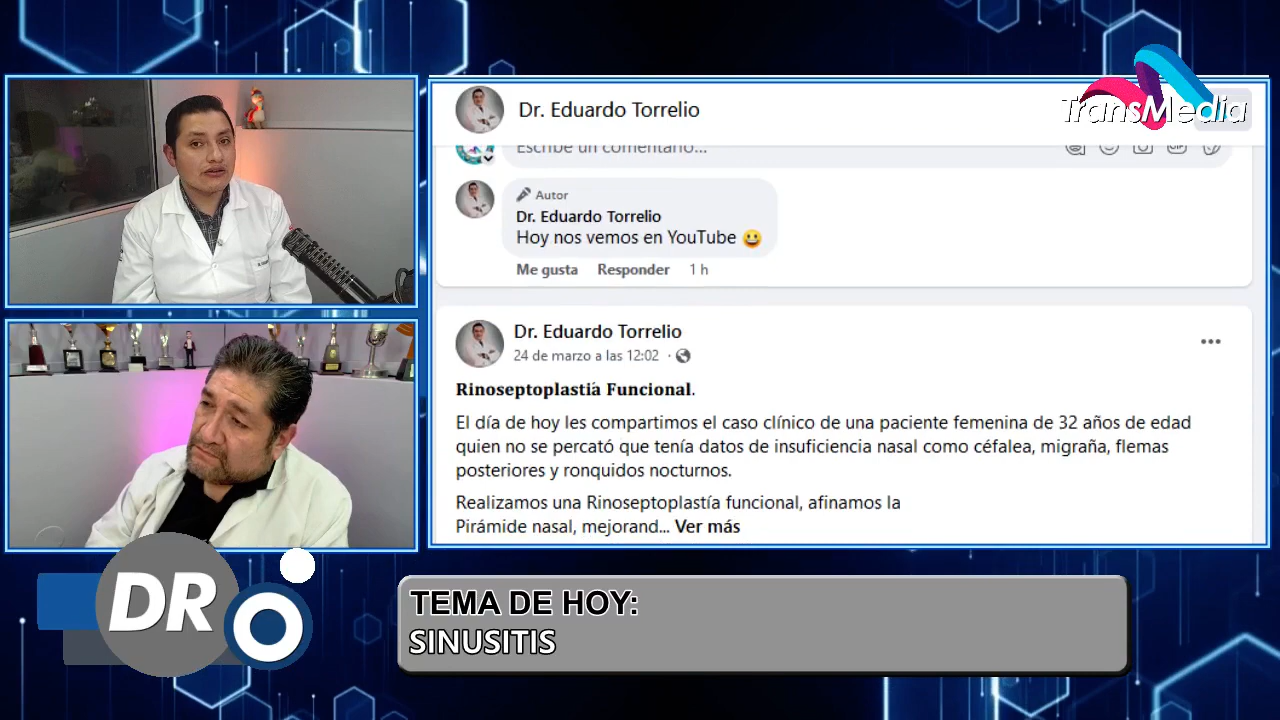 TransMedia
Dr. Eduardo Torrelio
Escribe un comentario...
Autor
Dr. Eduardo Torrelio
Hoy nos vemos en YouTube 😀
Me gusta Responder 1 h
Dr. Eduardo Torrelio
24 de marzo a las 12:02 ·
Rinoseptoplastiá Funcional.
El día de hoy les compartimos el caso clínico de una paciente femenina de 32 años de edad
quien no se percató que tenía datos de insuficiencia nasal como céfalea, migraña, flemas
posteriores y ronquidos nocturnos.
Realizamos una Rinoseptoplastía funcional, afinamos la
Pirámide nasal, mejorand... Ver más
DR
TEMA DE HOY:
SINUSITIS